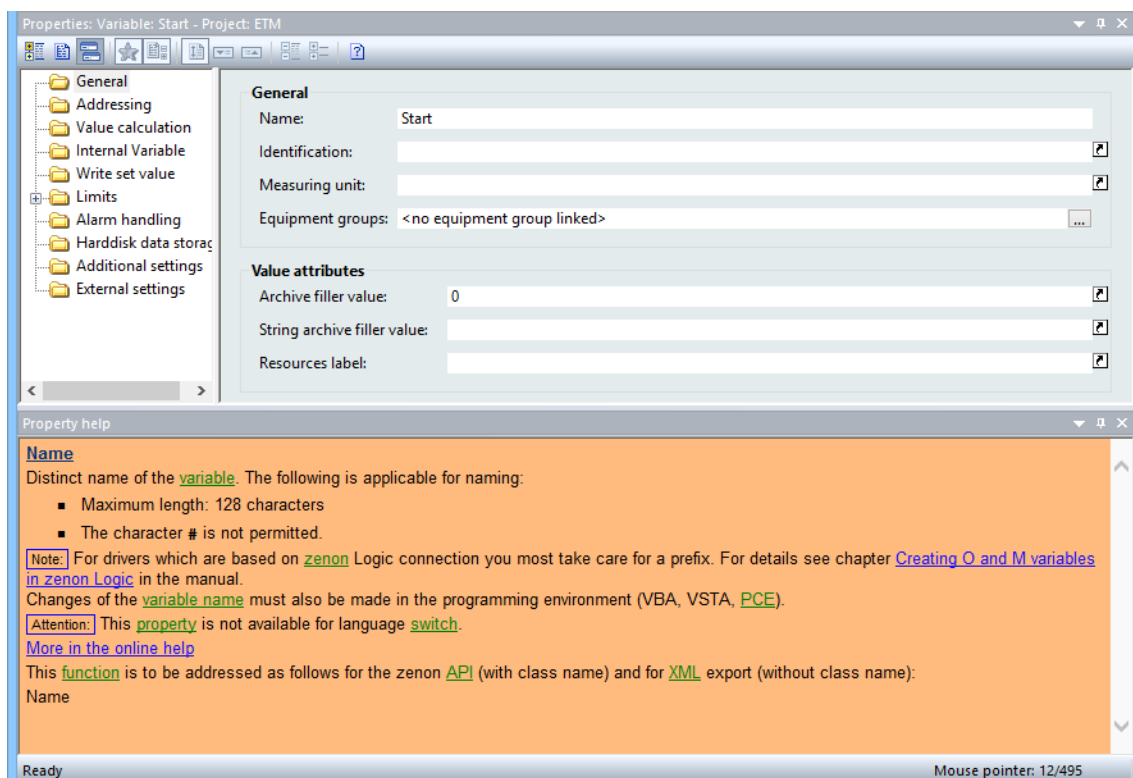 Properties: Variable: Start - Project: ETM
General
Addressing
Value calculation
Internal Variable
Write set value
Limits
Alarm handling
Harddisk data storag
Additional settings
External settings
General
Name: Start
Identification:
Measuring unit:
Equipment groups: <no equipment group linked>
...
Value attributes
Archive filler value: 0
String archive filler value:
Resources label:
Property help
Name
Distinct name of the variable. The following is applicable for naming:
▪ Maximum length: 128 characters
▪ The character # is not permitted.
Note: For drivers which are based on zenon Logic connection you most take care for a prefix. For details see chapter Creating O and M variables
in zenon Logic in the manual.
Changes of the variable name must also be made in the programming environment (VBA, VSTA, PCE).
Attention: This property is not available for language switch.
More in the online help
This function is to be addressed as follows for the zenon API (with class name) and for XML export (without class name):
Name
Ready Mouse pointer: 12/495